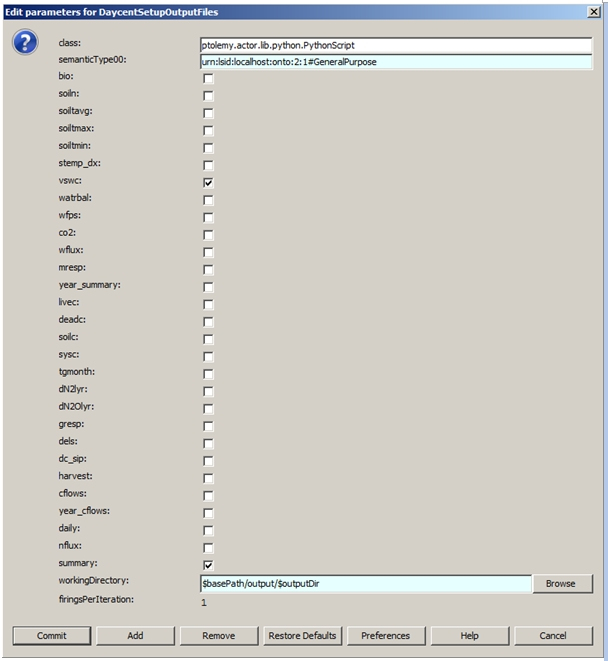 Edit parameters for DaycentSetupOutputFiles
class: ptolemy.actor.lib.python.PythonScript
semanticType00: urn:lsid:localhost:onto:2:1#GeneralPurpose
bio:
soiln:
soiltavg:
soiltmax:
soiltmin:
stemp_dx:
vswc:
watrbal:
wfps:
co2:
wflux:
mresp:
year_summary:
livec:
deadc:
soilc:
sysc:
tgmonth:
dN2lyr:
dN2Olyr:
gresp:
dels:
dc_sip:
harvest:
cflows:
year_cflows:
daily:
nflux:
summary:
workingDirectory: $basePath/output/$outputDir Browse
firingsPerIteration: 1
Commit Add Remove Restore Defaults Preferences Help Cancel